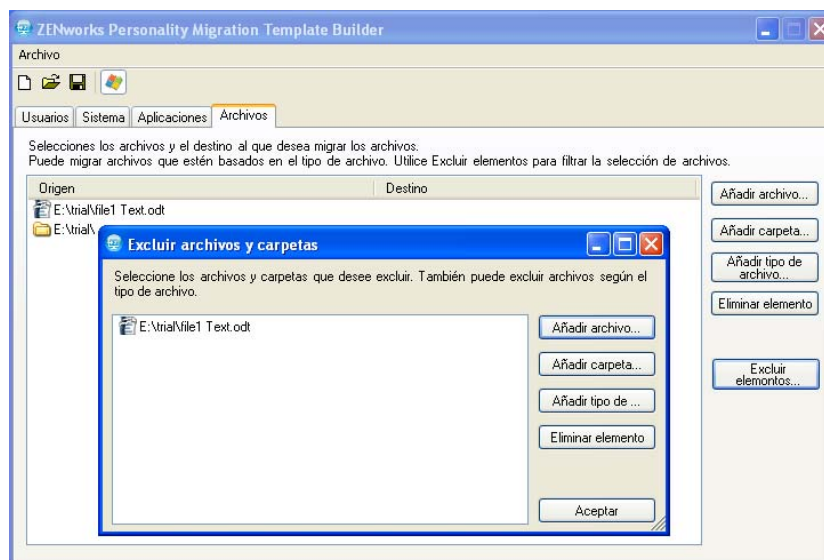 ZENworks Personality Migration Template Builder
Archivo
Usuarios Sistema Aplicaciones Archivos
Selecciones los archivos y el destino al que desea migrar los archivos.
Puede migrar archivos que estén basados en el tipo de archivo. Utilice Excluir elementos para filtrar la selección de archivos.
Origen Destino
E:\trial\file1 Text.odt
E:\trial\
Añadir archivo...
Añadir carpeta...
Añadir tipo de
archivo...
Eliminar elemento
Excluir
elemontos...
Excluir archivos y carpetas
Seleccione los archivos y carpetas que desee excluir. También puede excluir archivos según el
tipo de archivo.
E:\trial\file1 Text.odt
Añadir archivo...
Añadir carpeta...
Añadir tipo de ...
Eliminar elemento
Aceptar